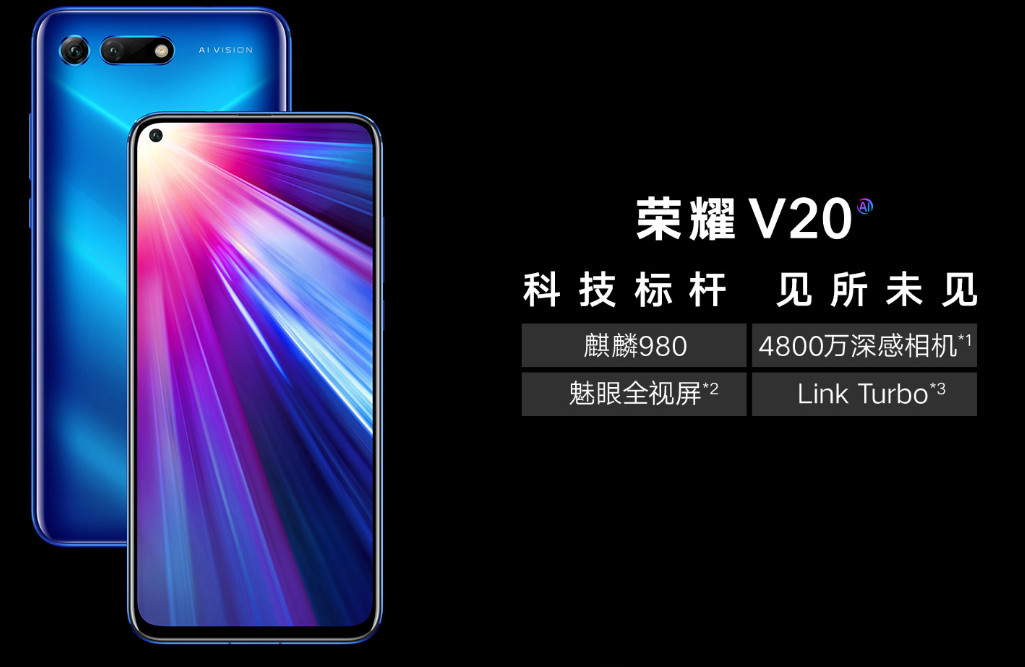 AI VISION
荣耀 V20 AI
科技标杆 见所未见
麒麟980 4800万深感相机*1
魅眼全视屏*2 Link Turbo*3